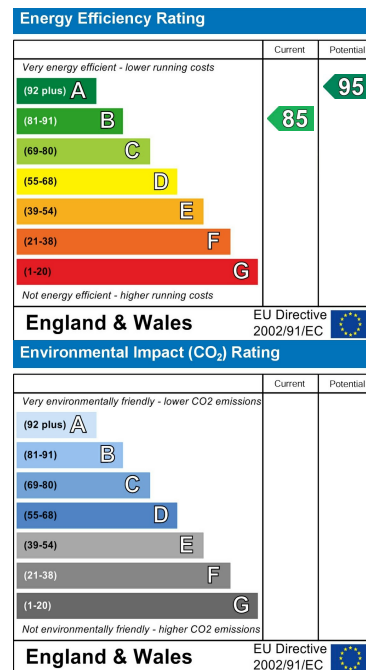 Energy Efficiency Rating
Current Potential
Very energy efficient - lower running costs
(92 plus) A
95
(81-91) B
85
(69-80) C
(55-68) D
(39-54) E
(21-38) F
(1-20) G
Not energy efficient - higher running costs
England & Wales
EU Directive
2002/91/EC
Environmental Impact (CO₂) Rating
Current Potential
Very environmentally friendly - lower CO2 emissions
(92 plus) A
(81-91) B
(69-80) C
(55-68) D
(39-54) E
(21-38) F
(1-20) G
Not environmentally friendly - higher CO2 emissions
England & Wales
EU Directive
2002/91/EC